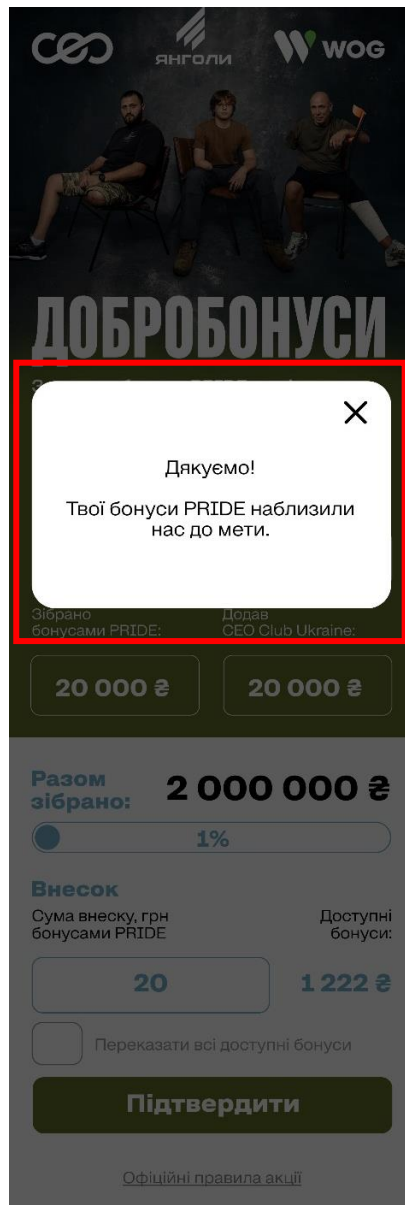 CEO
ЯНГОЛИ
WOG
ДОБРОБОНУСИ
Дякуємо!
Твої бонуси PRIDE наблизили
нас до мети.
Зібрано
бонусами PRIDE:
Додав
CEO Club Ukraine:
20 000 ₴
20 000 ₴
Разом
зібрано:
2 000 000 ₴
1%
Внесок
Сума внеску, грн
бонусами PRIDE
Доступні
бонуси:
20
1 222 ₴
Переказати всі доступні бонуси
Підтвердити
Офіційні правила акції